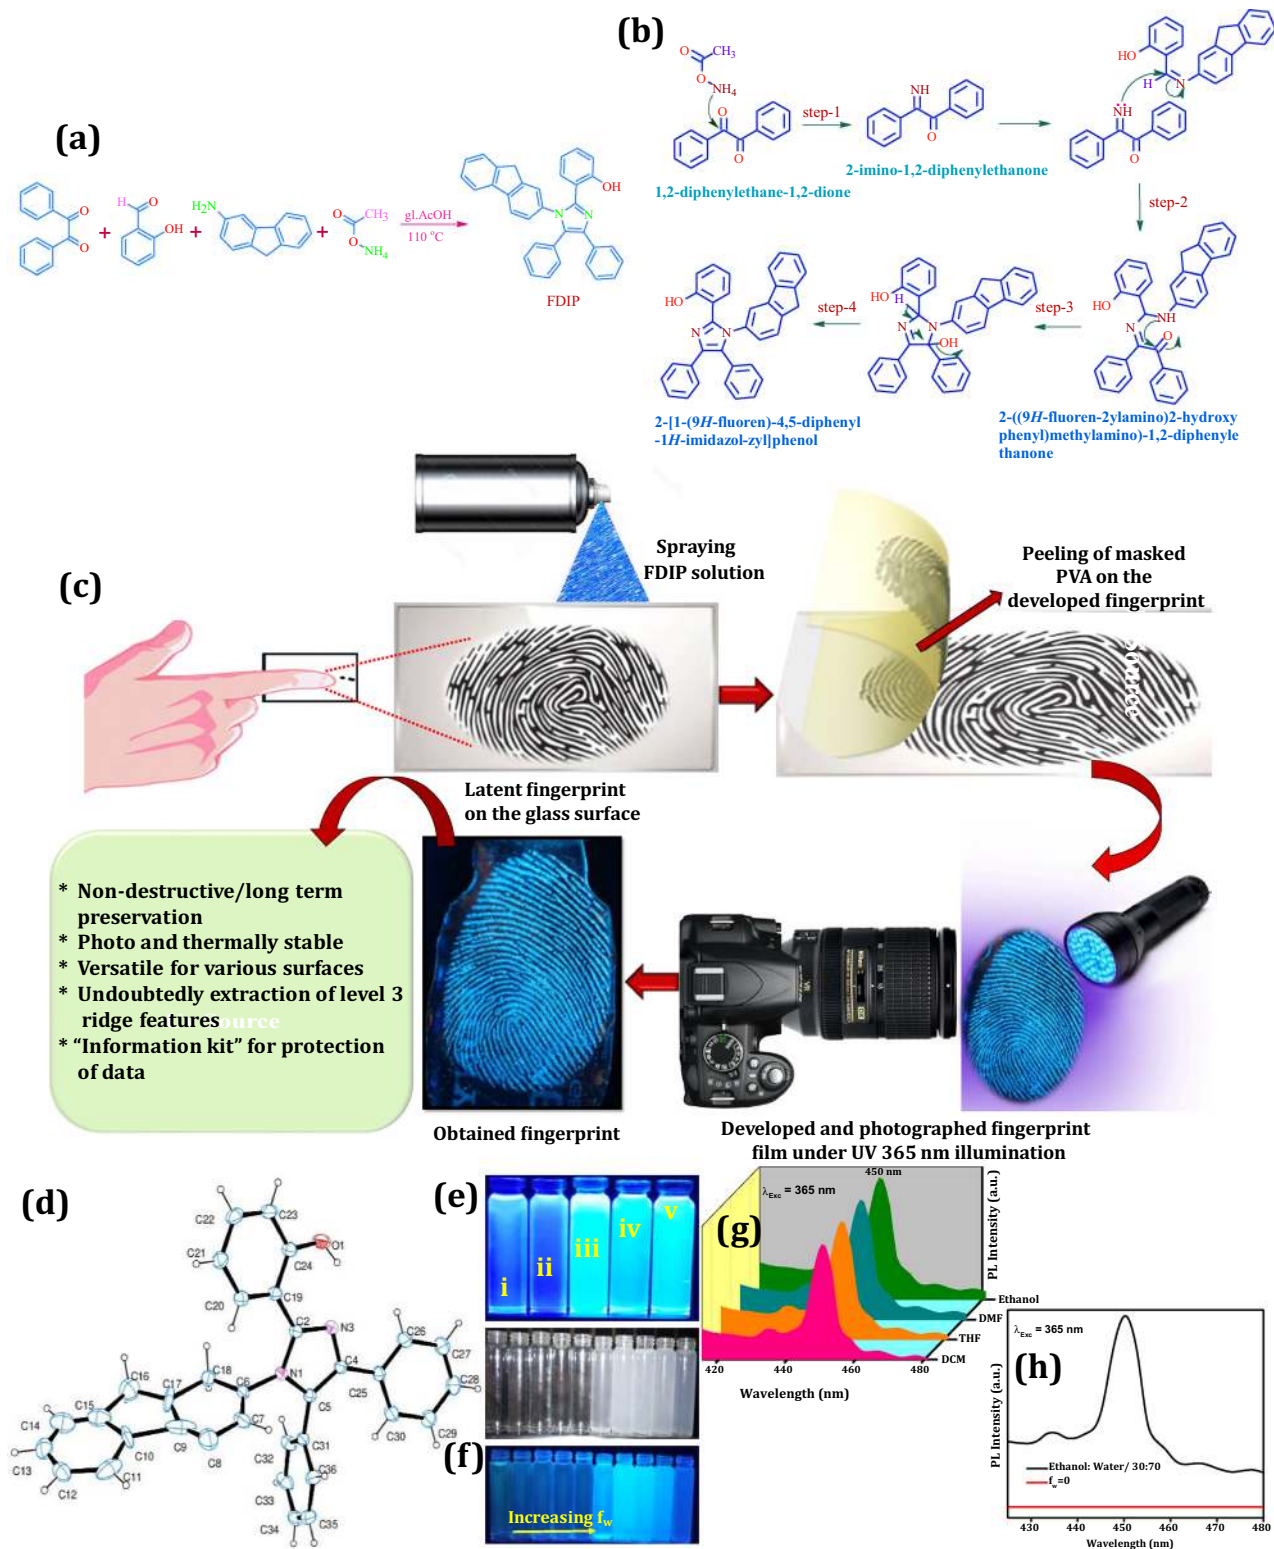 (a)
H
O
O
O
OH
H2N
O
CH3
O
NH4
+
+
+
gl.AcOH
110 °C
OH
N
N
FDIP
(b)
O
CH3
O
NH4
O
O
1,2-diphenylethane-1,2-dione
step-1
NH
O
2-imino-1,2-diphenylethanone
HO
H
N
NH
O
step-2
HO
NH
N
O
2-((9H-fluoren-2ylamino)2-hydroxy
phenyl)methylamino)-1,2-diphenyle
thanone
step-3
HO
H
N
N
OH
step-4
HO
N
N
2-[1-(9H-fluoren)-4,5-diphenyl
-1H-imidazol-zyl]phenol
(c)
Spraying
FDIP solution
Peeling of masked
PVA on the
developed fingerprint
source
Latent fingerprint
on the glass surface
* Non-destructive/long term
preservation
* Photo and thermally stable
* Versatile for various surfaces
* Undoubtedly extraction of level 3
ridge features
ource
* “Information kit” for protection
of data
Obtained fingerprint
Developed and photographed fingerprint
film under UV 365 nm illumination
(d)
C23
C22
O1
C21
C24
C20
C19
C2
N3
C26
C27
C18
C4
C16
C17
C6
N1
C25
C28
C15
C5
C14
C7
C30
C29
C9
C31
C10
C8
C32
C13
C11
C36
C12
C33
C34
C35
(e)
i
ii
iii
iv
v
(f)
Increasing fw
(g)
λExc = 365 nm
450 nm
PL Intensity (a.u.)
Ethanol
DMF
THF
DCM
420 440 460 480
Wavelength (nm)
(h)
λExc = 365 nm
PL Intensity (a.u.)
Ethanol: Water/ 30:70
fw=0
430 440 450 460 470 480
Wavelength (nm)